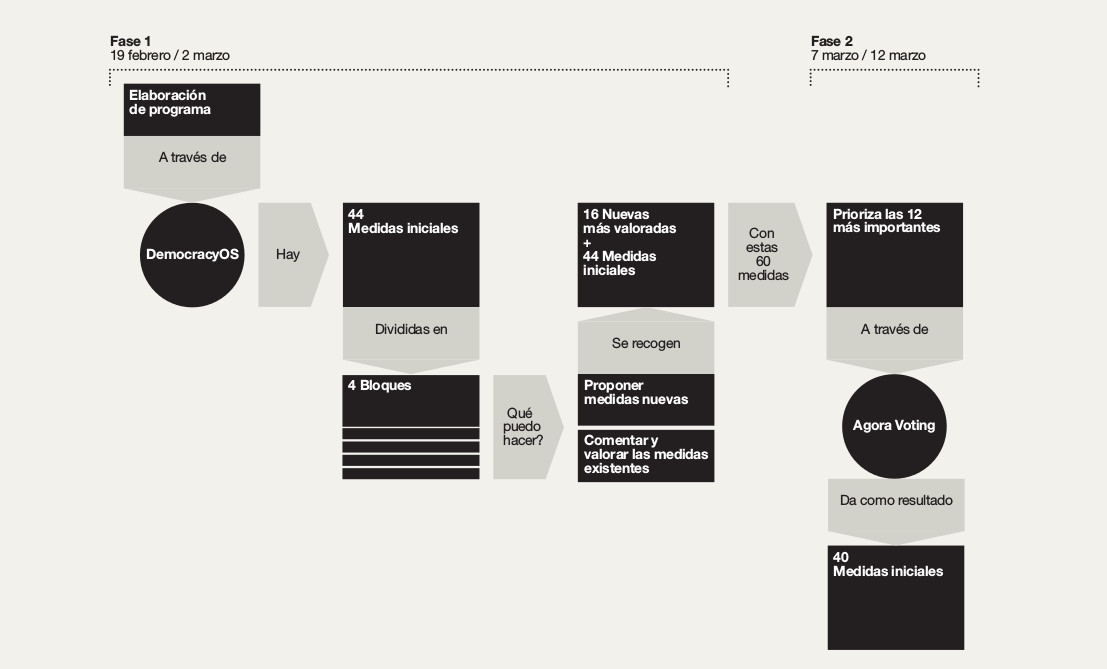 Fase 1
19 febrero / 2 marzo
Fase 2
7 marzo / 12 marzo
Elaboración
de programa
A través de
DemocracyOS
Hay
44
Medidas iniciales
Divididas en
4 Bloques
Qué
puedo
hacer?
16 Nuevas
más valoradas
+
44 Medidas
iniciales
Se recogen
Proponer
medidas nuevas
Comentar y
valorar las medidas
existentes
Con
estas
60
medidas
Prioriza las 12
más importantes
A través de
Agora Voting
Da como resultado
40
Medidas iniciales